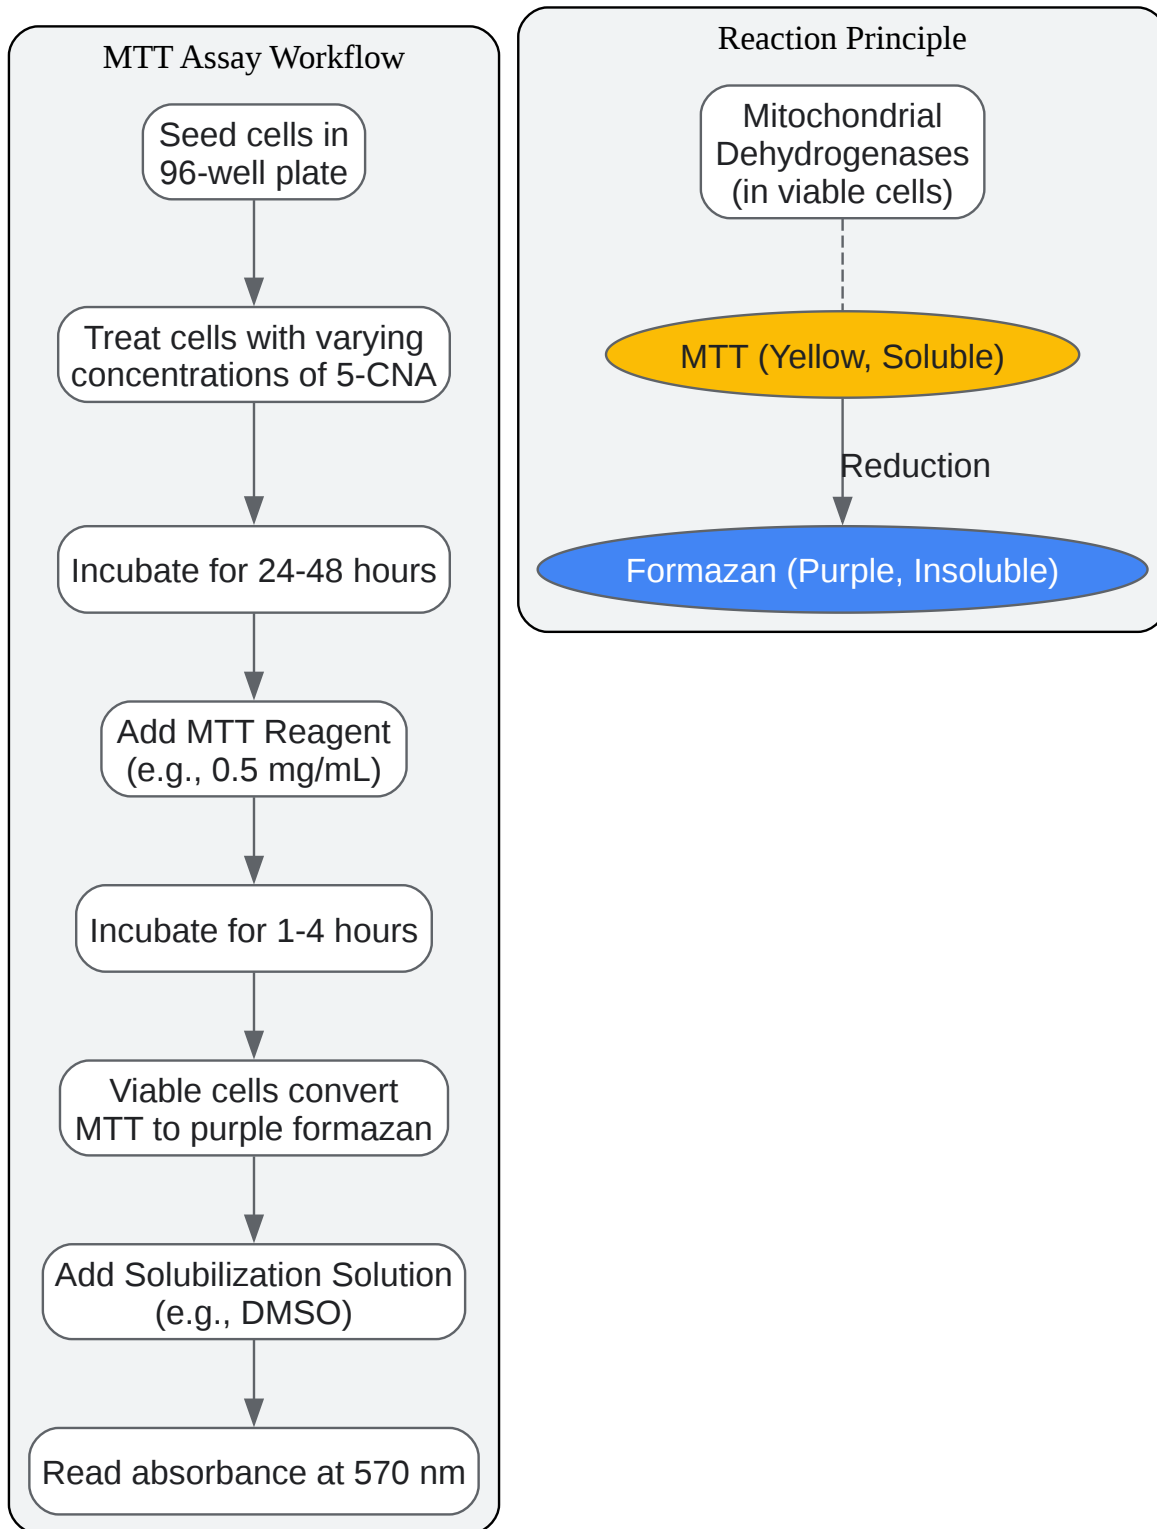 MTT Assay Workflow
Seed cells in
96-well plate
Treat cells with varying
concentrations of 5-CNA
Incubate for 24-48 hours
Add MTT Reagent
(e.g., 0.5 mg/mL)
Incubate for 1-4 hours
Viable cells convert
MTT to purple formazan
Add Solubilization Solution
(e.g., DMSO)
Read absorbance at 570 nm
Reaction Principle
Mitochondrial
Dehydrogenases
(in viable cells)
MTT (Yellow, Soluble)
Reduction
Formazan (Purple, Insoluble)